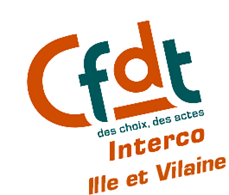 Cfdt
des choix, des actes
Interco
Ille et Vilaine